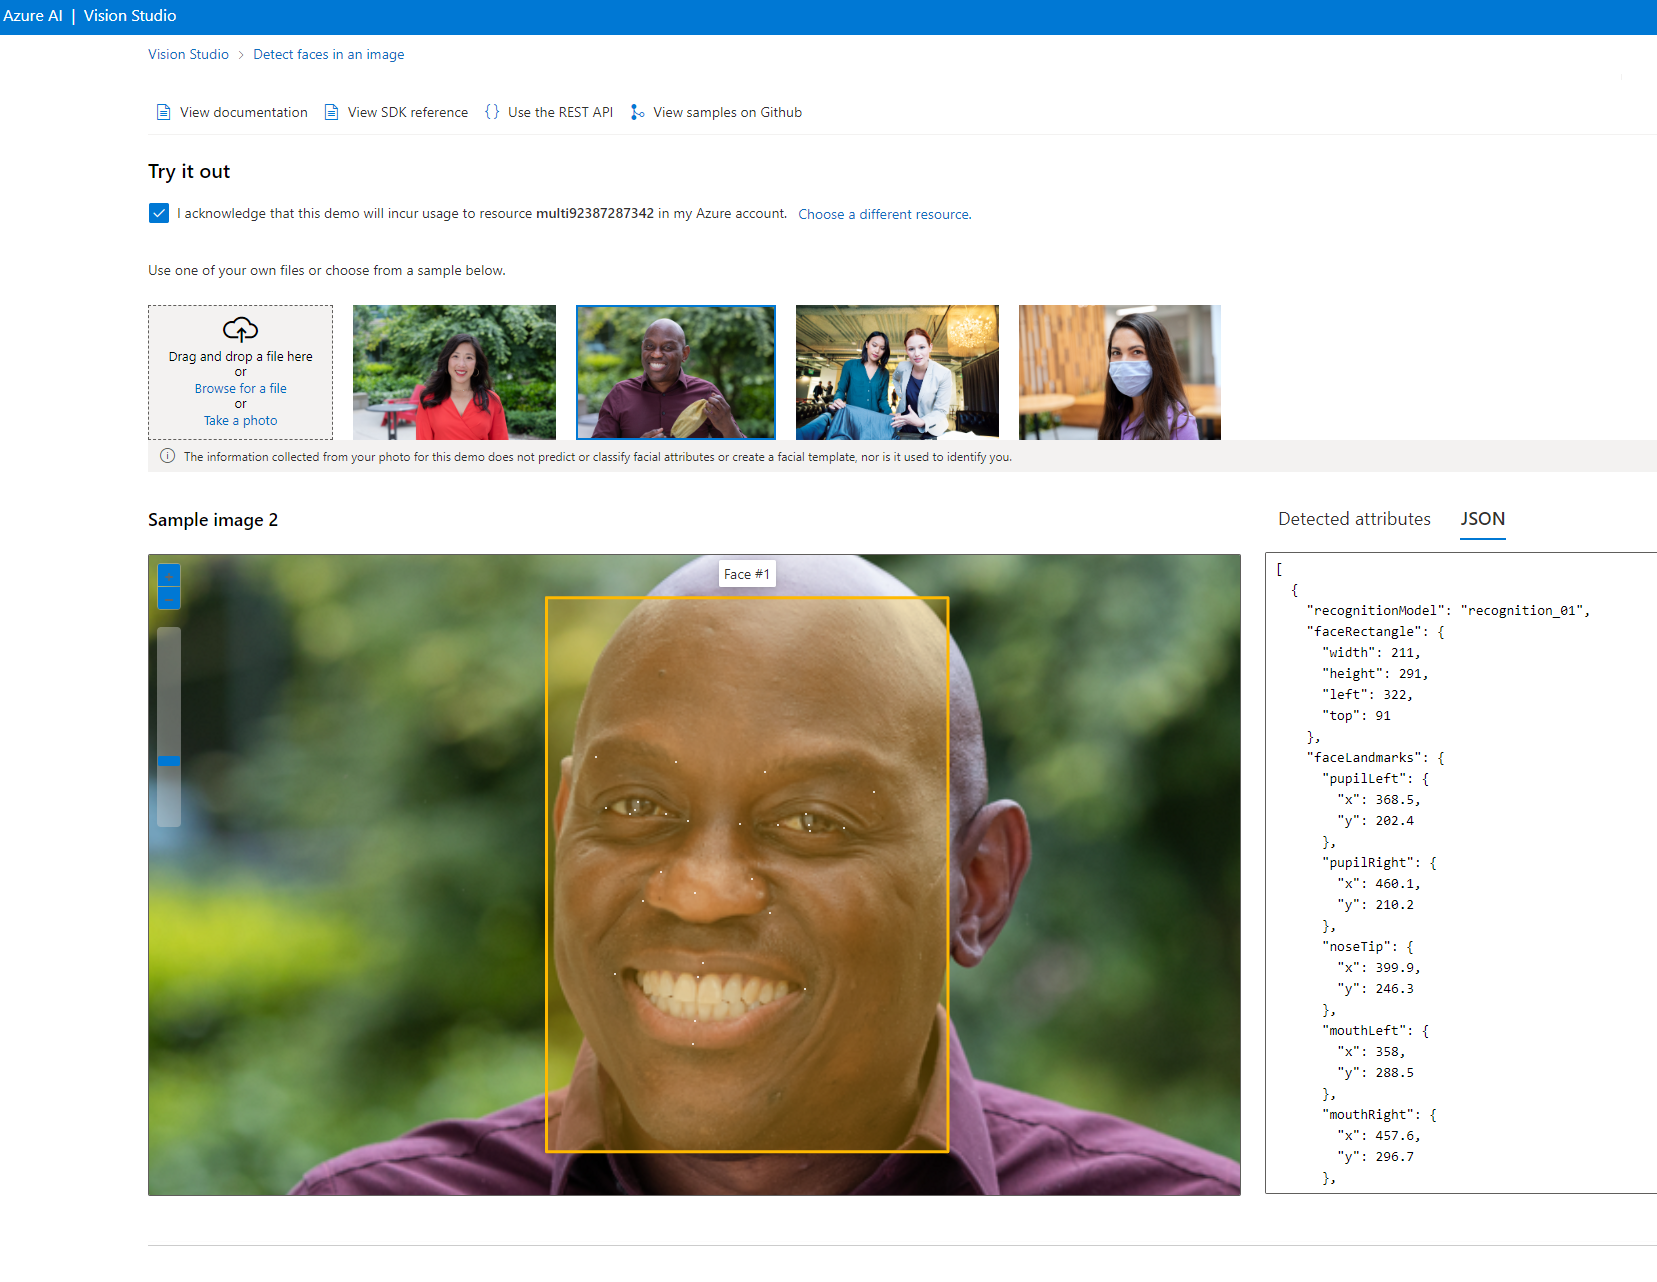 Azure AI | Vision Studio
Vision Studio > Detect faces in an image
View documentation View SDK reference {} Use the REST API View samples on Github
Try it out
I acknowledge that this demo will incur usage to resource multi92387287342 in my Azure account. Choose a different resource.
Use one of your own files or choose from a sample below.
Drag and drop a file here
or
Browse for a file
or
Take a photo
The information collected from your photo for this demo does not predict or classify facial attributes or create a facial template, nor is it used to identify you.
Sample image 2
Face #1
Detected attributes JSON
[
{
"recognitionModel": "recognition_01",
"faceRectangle": {
"width": 211,
"height": 291,
"left": 322,
"top": 91
},
"faceLandmarks": {
"pupilLeft": {
"x": 368.5,
"y": 202.4
},
"pupilRight": {
"x": 460.1,
"y": 210.2
},
"noseTip": {
"x": 399.9,
"y": 246.3
},
"mouthLeft": {
"x": 358,
"y": 288.5
},
"mouthRight": {
"x": 457.6,
"y": 296.7
},